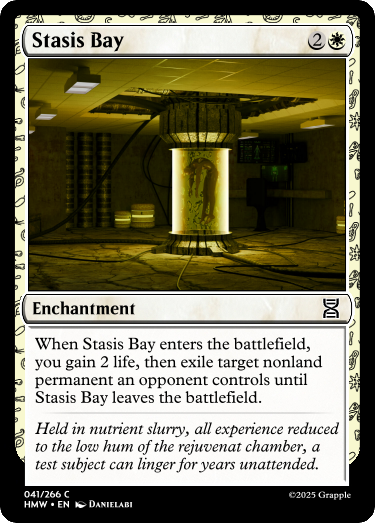 Stasis Bay 2
Enchantment
When Stasis Bay enters the battlefield,
you gain 2 life, then exile target nonland
permanent an opponent controls until
Stasis Bay leaves the battlefield.
Held in nutrient slurry, all experience reduced
to the low hum of the rejuvenat chamber, a
test subject can linger for years unattended.
041/266 C
HMW • EN Danielabi
©2025 Grapple